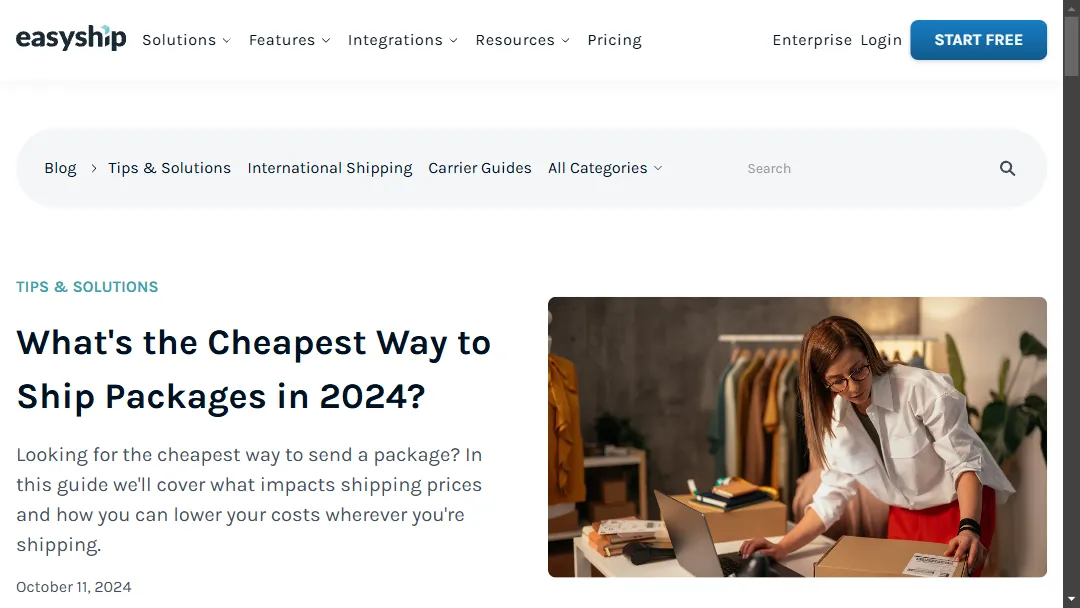 easyship Solutions Features Integrations Resources Pricing Enterprise Login START FREE
Blog Tips & Solutions International Shipping Carrier Guides All Categories Search
TIPS & SOLUTIONS
What's the Cheapest Way to
Ship Packages in 2024?
Looking for the cheapest way to send a package? In
this guide we'll cover what impacts shipping prices
and how you can lower your costs wherever you're
shipping.
October 11, 2024